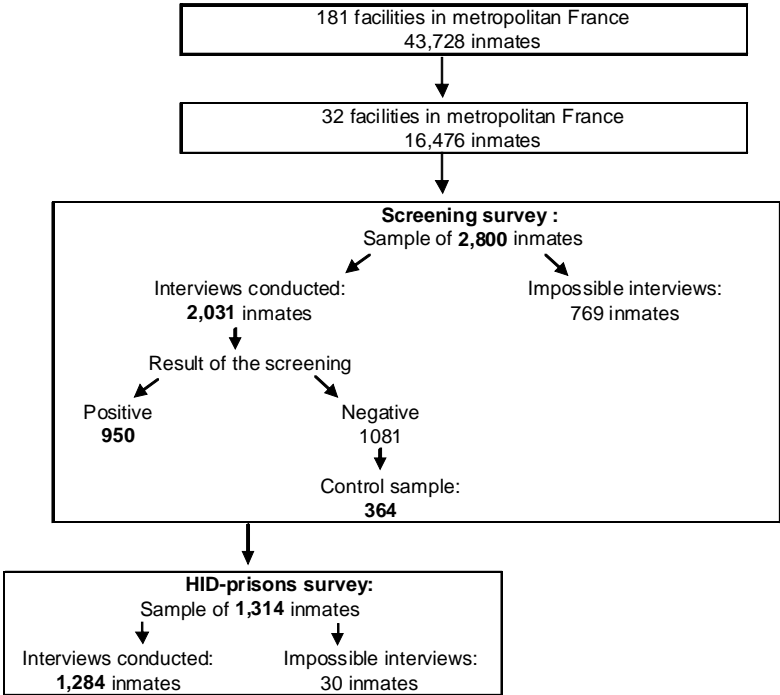 181 facilities in metropolitan France
43,728 inmates
32 facilities in metropolitan France
16,476 inmates
Screening survey :
Sample of 2,800 inmates
Interviews conducted:
2,031 inmates
Impossible interviews:
769 inmates
Result of the screening
Positive
950
Negative
1081
Control sample:
364
HID-prisons survey:
Sample of 1,314 inmates
Interviews conducted:
1,284 inmates
Impossible interviews:
30 inmates